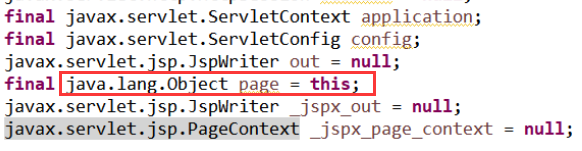 final javax.servlet.ServletContext application;
final javax.servlet.ServletConfig config;
javax.servlet.jsp.JspWriter out = null;
final java.lang.Object page = this;
javax.servlet.jsp.JspWriter _jspx_out = null;
javax.servlet.jsp.PageContext _jspx_page_context = null;